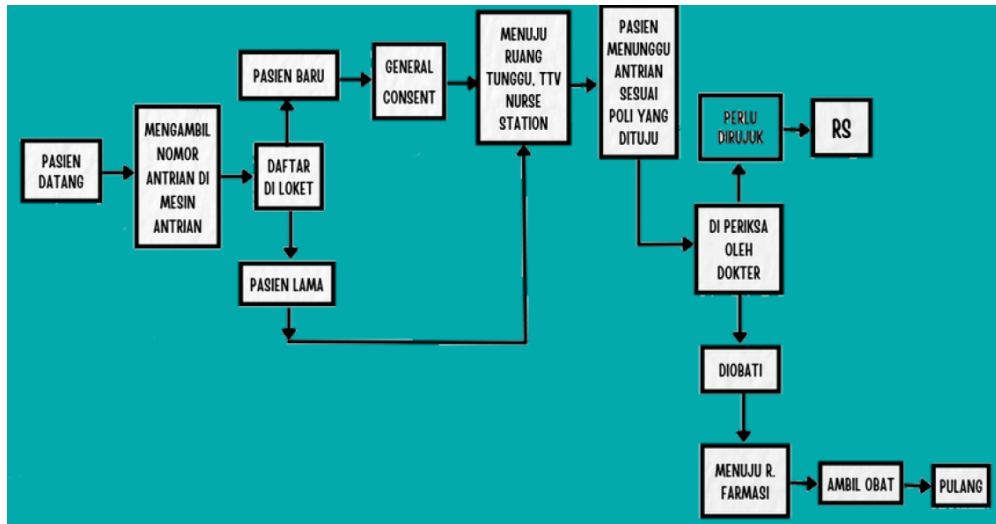 PASIEN
DATANG
MENGAMBIL
NOMOR
ANTRIAN DI
MESIN
ANTRIAN
DAFTAR
DI LOKET
PASIEN BARU
GENERAL
CONSENT
PASIEN LAMA
MENUJU
RUANG
TUNGGU, TTV
NURSE
STATION
PASIEN
MENUNGGU
ANTRIAN
SESUAI
POLI YANG
DITUJU
DI PERIKSA
OLEH
DOKTER
PERLU
DIRUJUK
RS
DIOBATI
MENUJU R.
FARMASI
AMBIL OBAT
PULANG